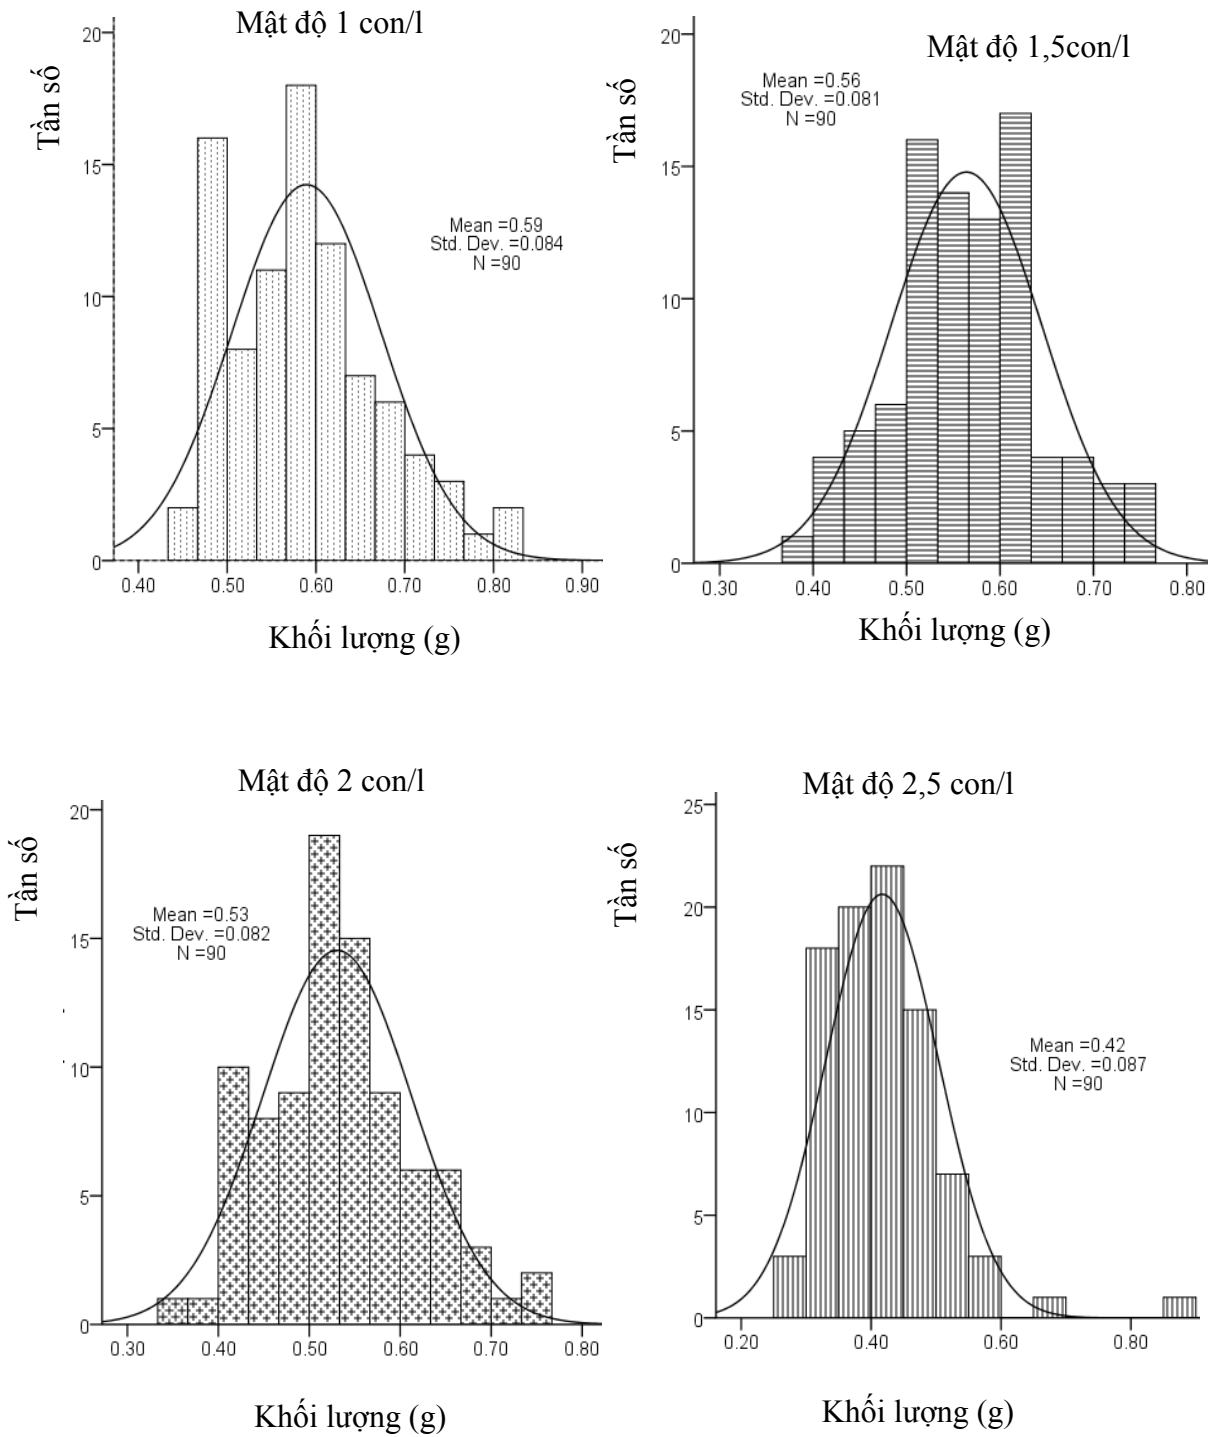 Mật độ 1 con/l
Tần số
20
15
10
5
0
Mean =0.59
Std. Dev. =0.084
N =90
0.40 0.50 0.60 0.70 0.80 0.90
Khối lượng (g)
Mật độ 1,5con/l
Tần số
20
15
10
5
0
Mean =0.56
Std. Dev. =0.081
N =90
0.30 0.40 0.50 0.60 0.70 0.80
Khối lượng (g)
Mật độ 2 con/l
Tần số
20
15
10
5
0
Mean =0.53
Std. Dev. =0.082
N =90
0.30 0.40 0.50 0.60 0.70 0.80
Khối lượng (g)
Mật độ 2,5 con/l
Tần số
25
20
15
10
5
0
Mean =0.42
Std. Dev. =0.087
N =90
0.20 0.40 0.60 0.80
Khối lượng (g)